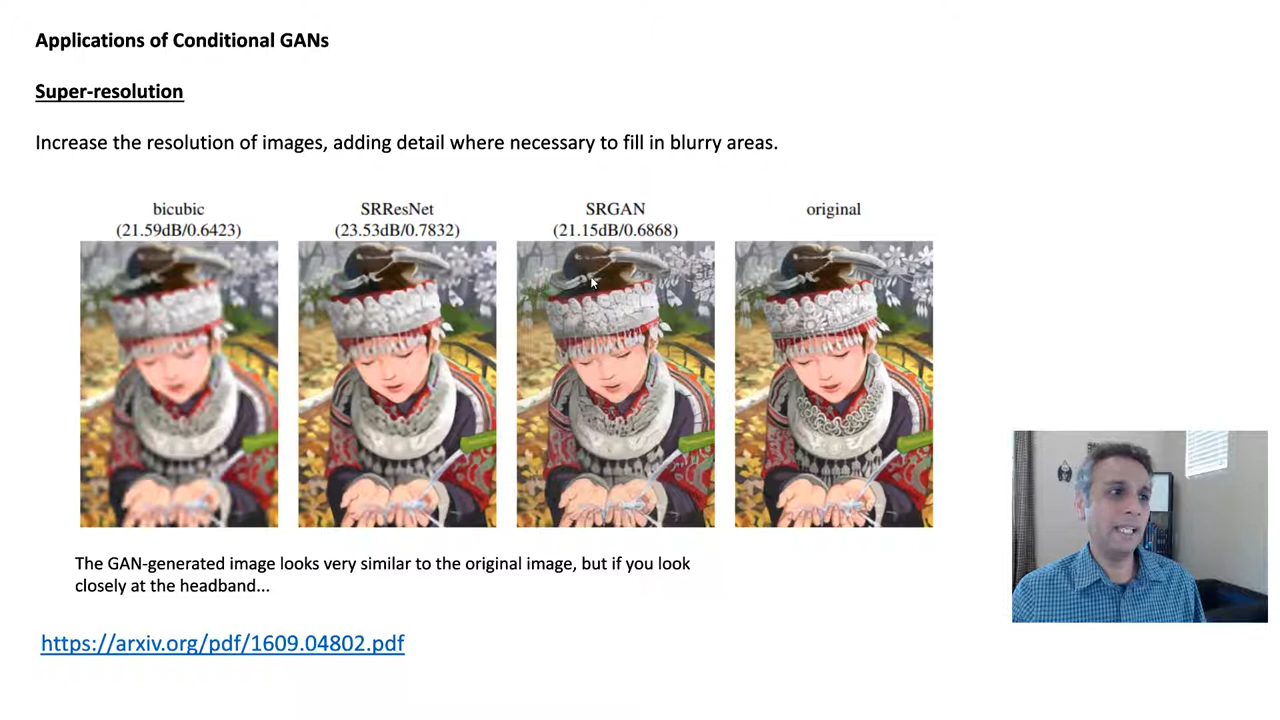 Applications of Conditional GANs
Super-resolution
Increase the resolution of images, adding detail where necessary to fill in blurry areas.
bicubic
(21.59dB/0.6423)
SRResNet
(23.53dB/0.7832)
SRGAN
(21.15dB/0.6868)
original
The GAN-generated image looks very similar to the original image, but if you look
closely at the headband...
https://arxiv.org/pdf/1609.04802.pdf